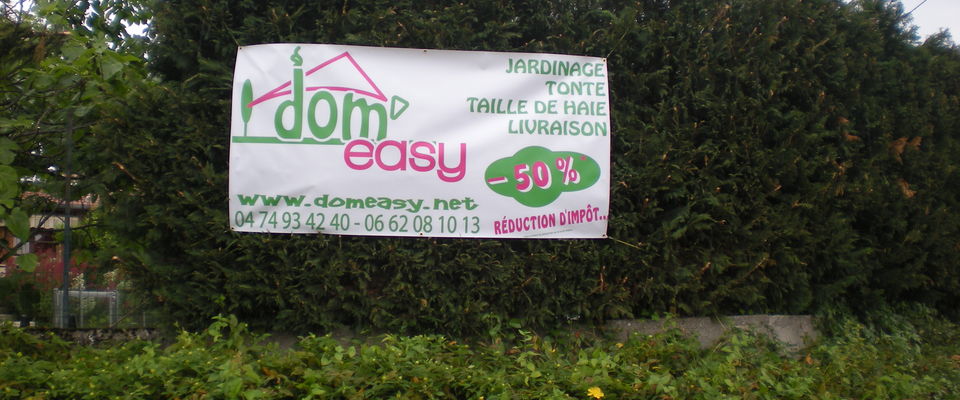 dom
easy
JARDINAGE
TONTE
TAILLE DE HAIE
LIVRAISON
- 50 %*
RÉDUCTION D'IMPÔT..
www.domeasy.net
04 74 93 42 40 - 06 62 08 10 13